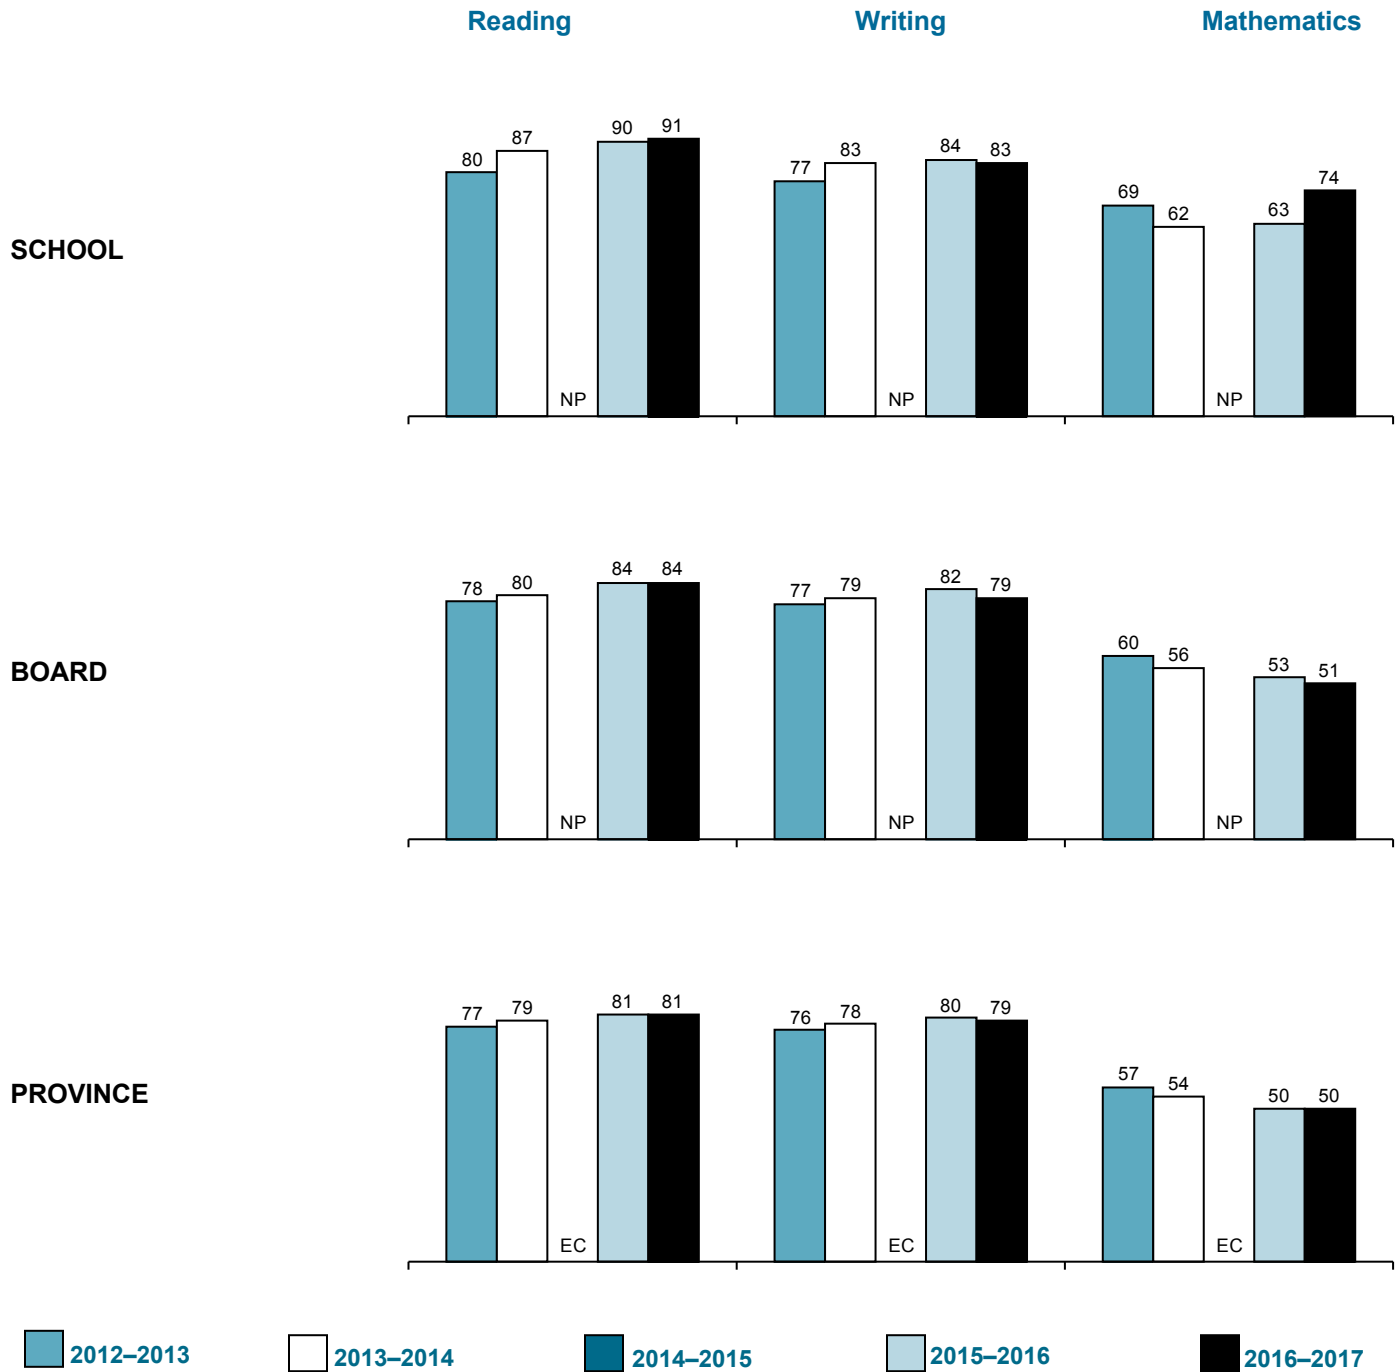 Reading Writing Mathematics
SCHOOL
80 87 NP 90 91 77 83 NP 84 83 69 62 NP 63 74
BOARD
78 80 NP 84 84 77 79 NP 82 79 60 56 NP 53 51
PROVINCE
77 79 EC 81 81 76 78 EC 80 79 57 54 EC 50 50
2012–2013 2013–2014 2014–2015 2015–2016 2016–2017